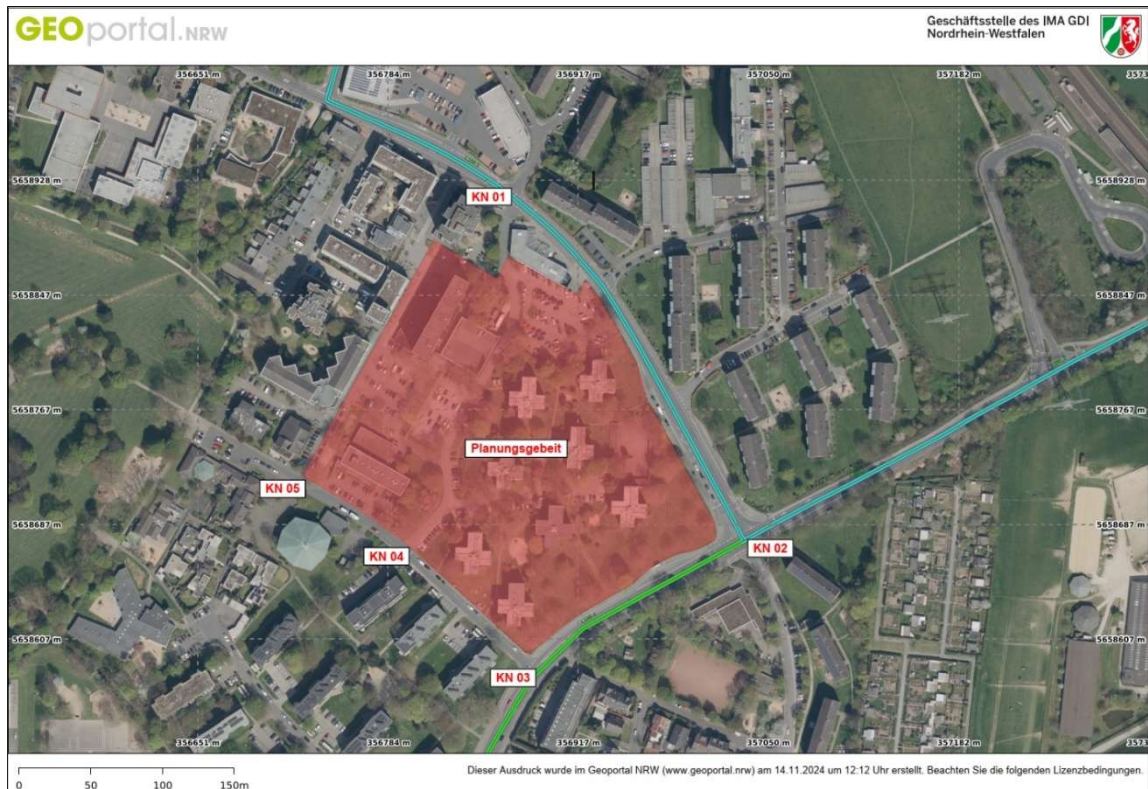 GEOportal.NRW
Geschäftsstelle des IMA GDI
Nordrhein-Westfalen
356651 m
356784 m
356917 m
357050 m
357182 m
5658928 m
5658928 m
KN 01
5658847 m
5658847 m
5658767 m
5658767 m
Planungsgebeit
KN 05
5658687 m
5658687 m
KN 04
KN 02
5658607 m
5658607 m
KN 03
356651 m
356784 m
356917 m
357050 m
357182 m
0 50 100 150m
Dieser Ausdruck wurde im Geoportal NRW (www.geoportal.nrw) am 14.11.2024 um 12:12 Uhr erstellt. Beachten Sie die folgenden Lizenzbedingungen.